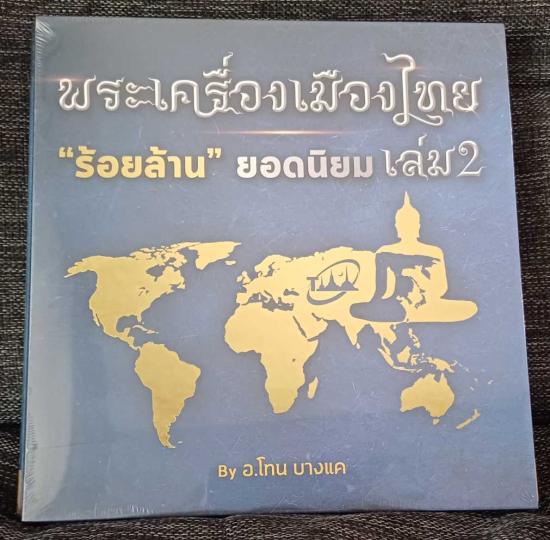 พระเครื่องเมืองไทย
“ร้อยล้าน” ยอดนิยม เล่ม2
By อ.โทน บางแค